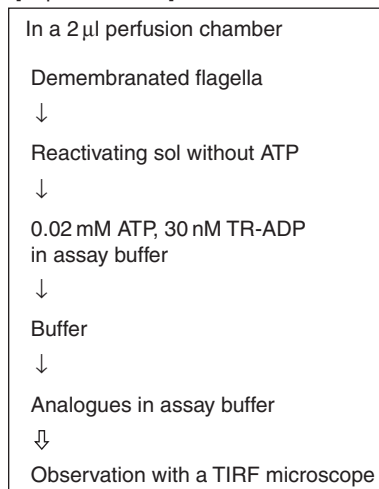 In a 2 µl perfusion chamber
Demembranated flagella
↓
Reactivating sol without ATP
↓
0.02 mM ATP, 30 nM TR-ADP
in assay buffer
↓
Buffer
↓
Analogues in assay buffer
⇩
Observation with a TIRF microscope